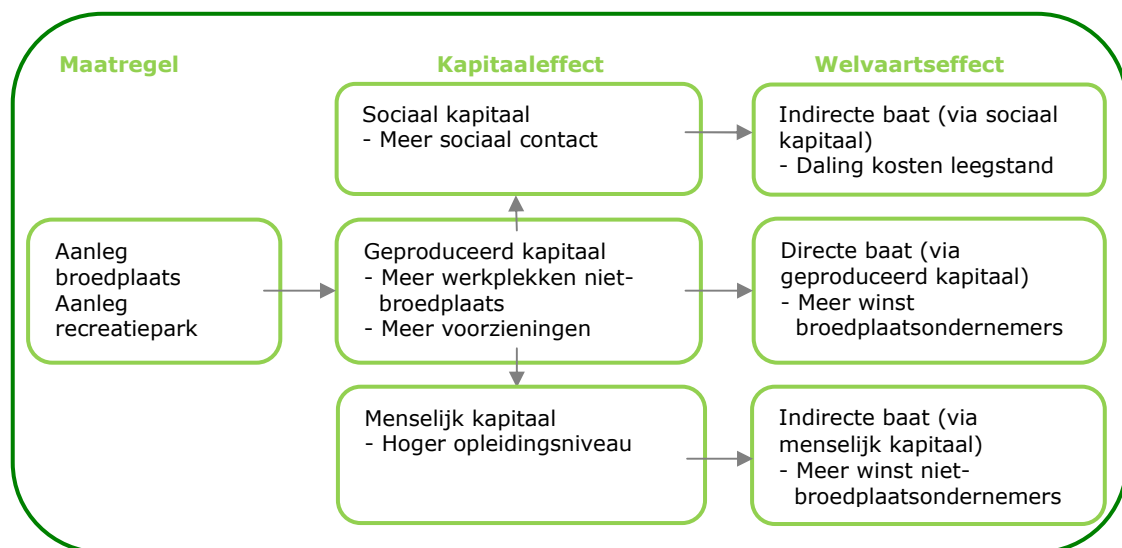 Maatregel
Kapitaaleffect
Welvaartseffect
Sociaal kapitaal
- Meer sociaal contact
Indirecte baat (via sociaal
kapitaal)
- Daling kosten leegstand
Aanleg
broedplaats
Aanleg
recreatiepark
Geproduceerd kapitaal
- Meer werkplekken niet-
broedplaats
- Meer voorzieningen
Directe baat (via
geproduceerd kapitaal)
- Meer winst
broedplaatsondernemers
Menselijk kapitaal
- Hoger opleidingsniveau
Indirecte baat (via
menselijk kapitaal)
- Meer winst niet-
broedplaatsondernemers